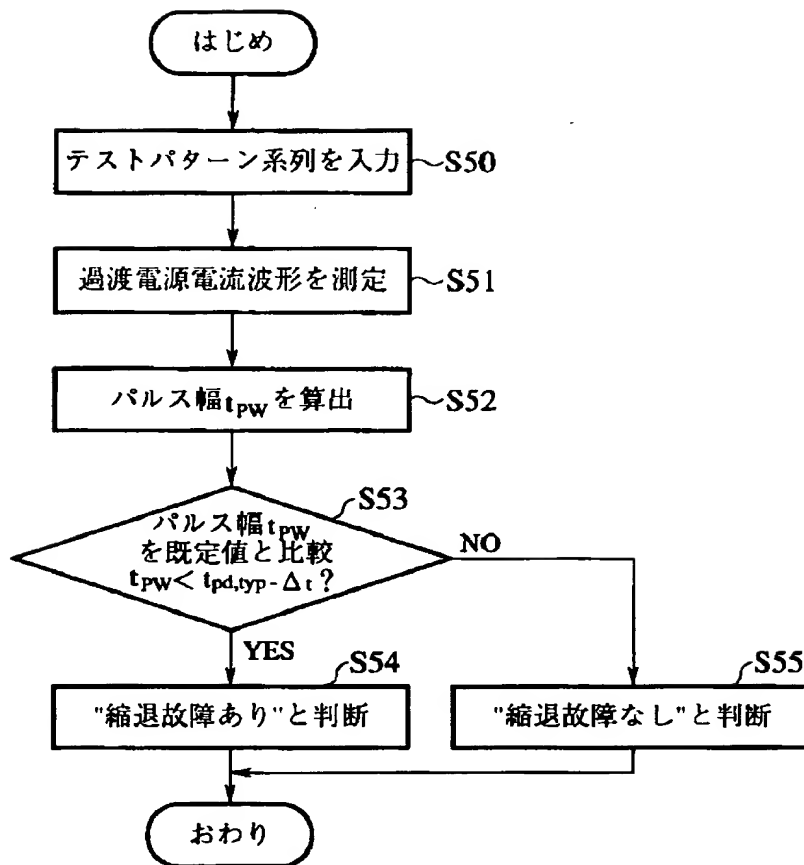 はじめ
テストパターン系列を入力
S50
過渡電源電流波形を測定
S51
パルス幅tPWを算出
S52
S53
パルス幅tPW
を既定値と比較
tPW< tpd,typ-Δt?
NO
YES
S54
"縮退故障あり"と判断
S55
"縮退故障なし"と判断
おわり